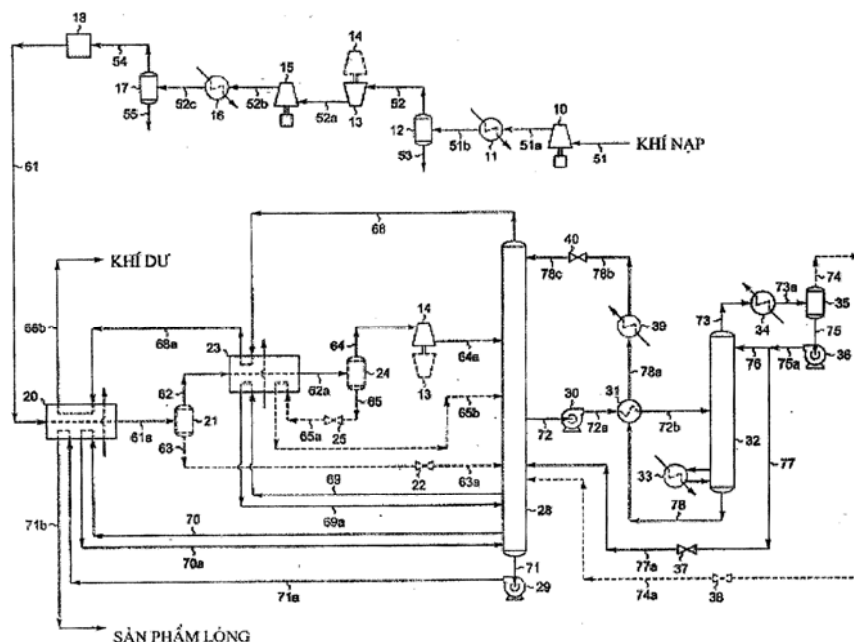 18
54
17
52c
16
52b
15
52a
14
13
52
12
51b
11
51a
10
51
KHÍ NẠP
55
53
61
KHÍ DƯ
68
40
78c
78b
74
73a
35
66b
68a
23
64
14
64a
39
73
34
75
36
20
62
62a
24
13
78a
76
75a
65
30
31
61a
21
65a
25
65b
72
72a
72b
32
63
22
63a
33
77
69
28
69a
78
71b
70
70a
71
77a
37
71a
29
74a
38
SẢN PHẨM LỎNG